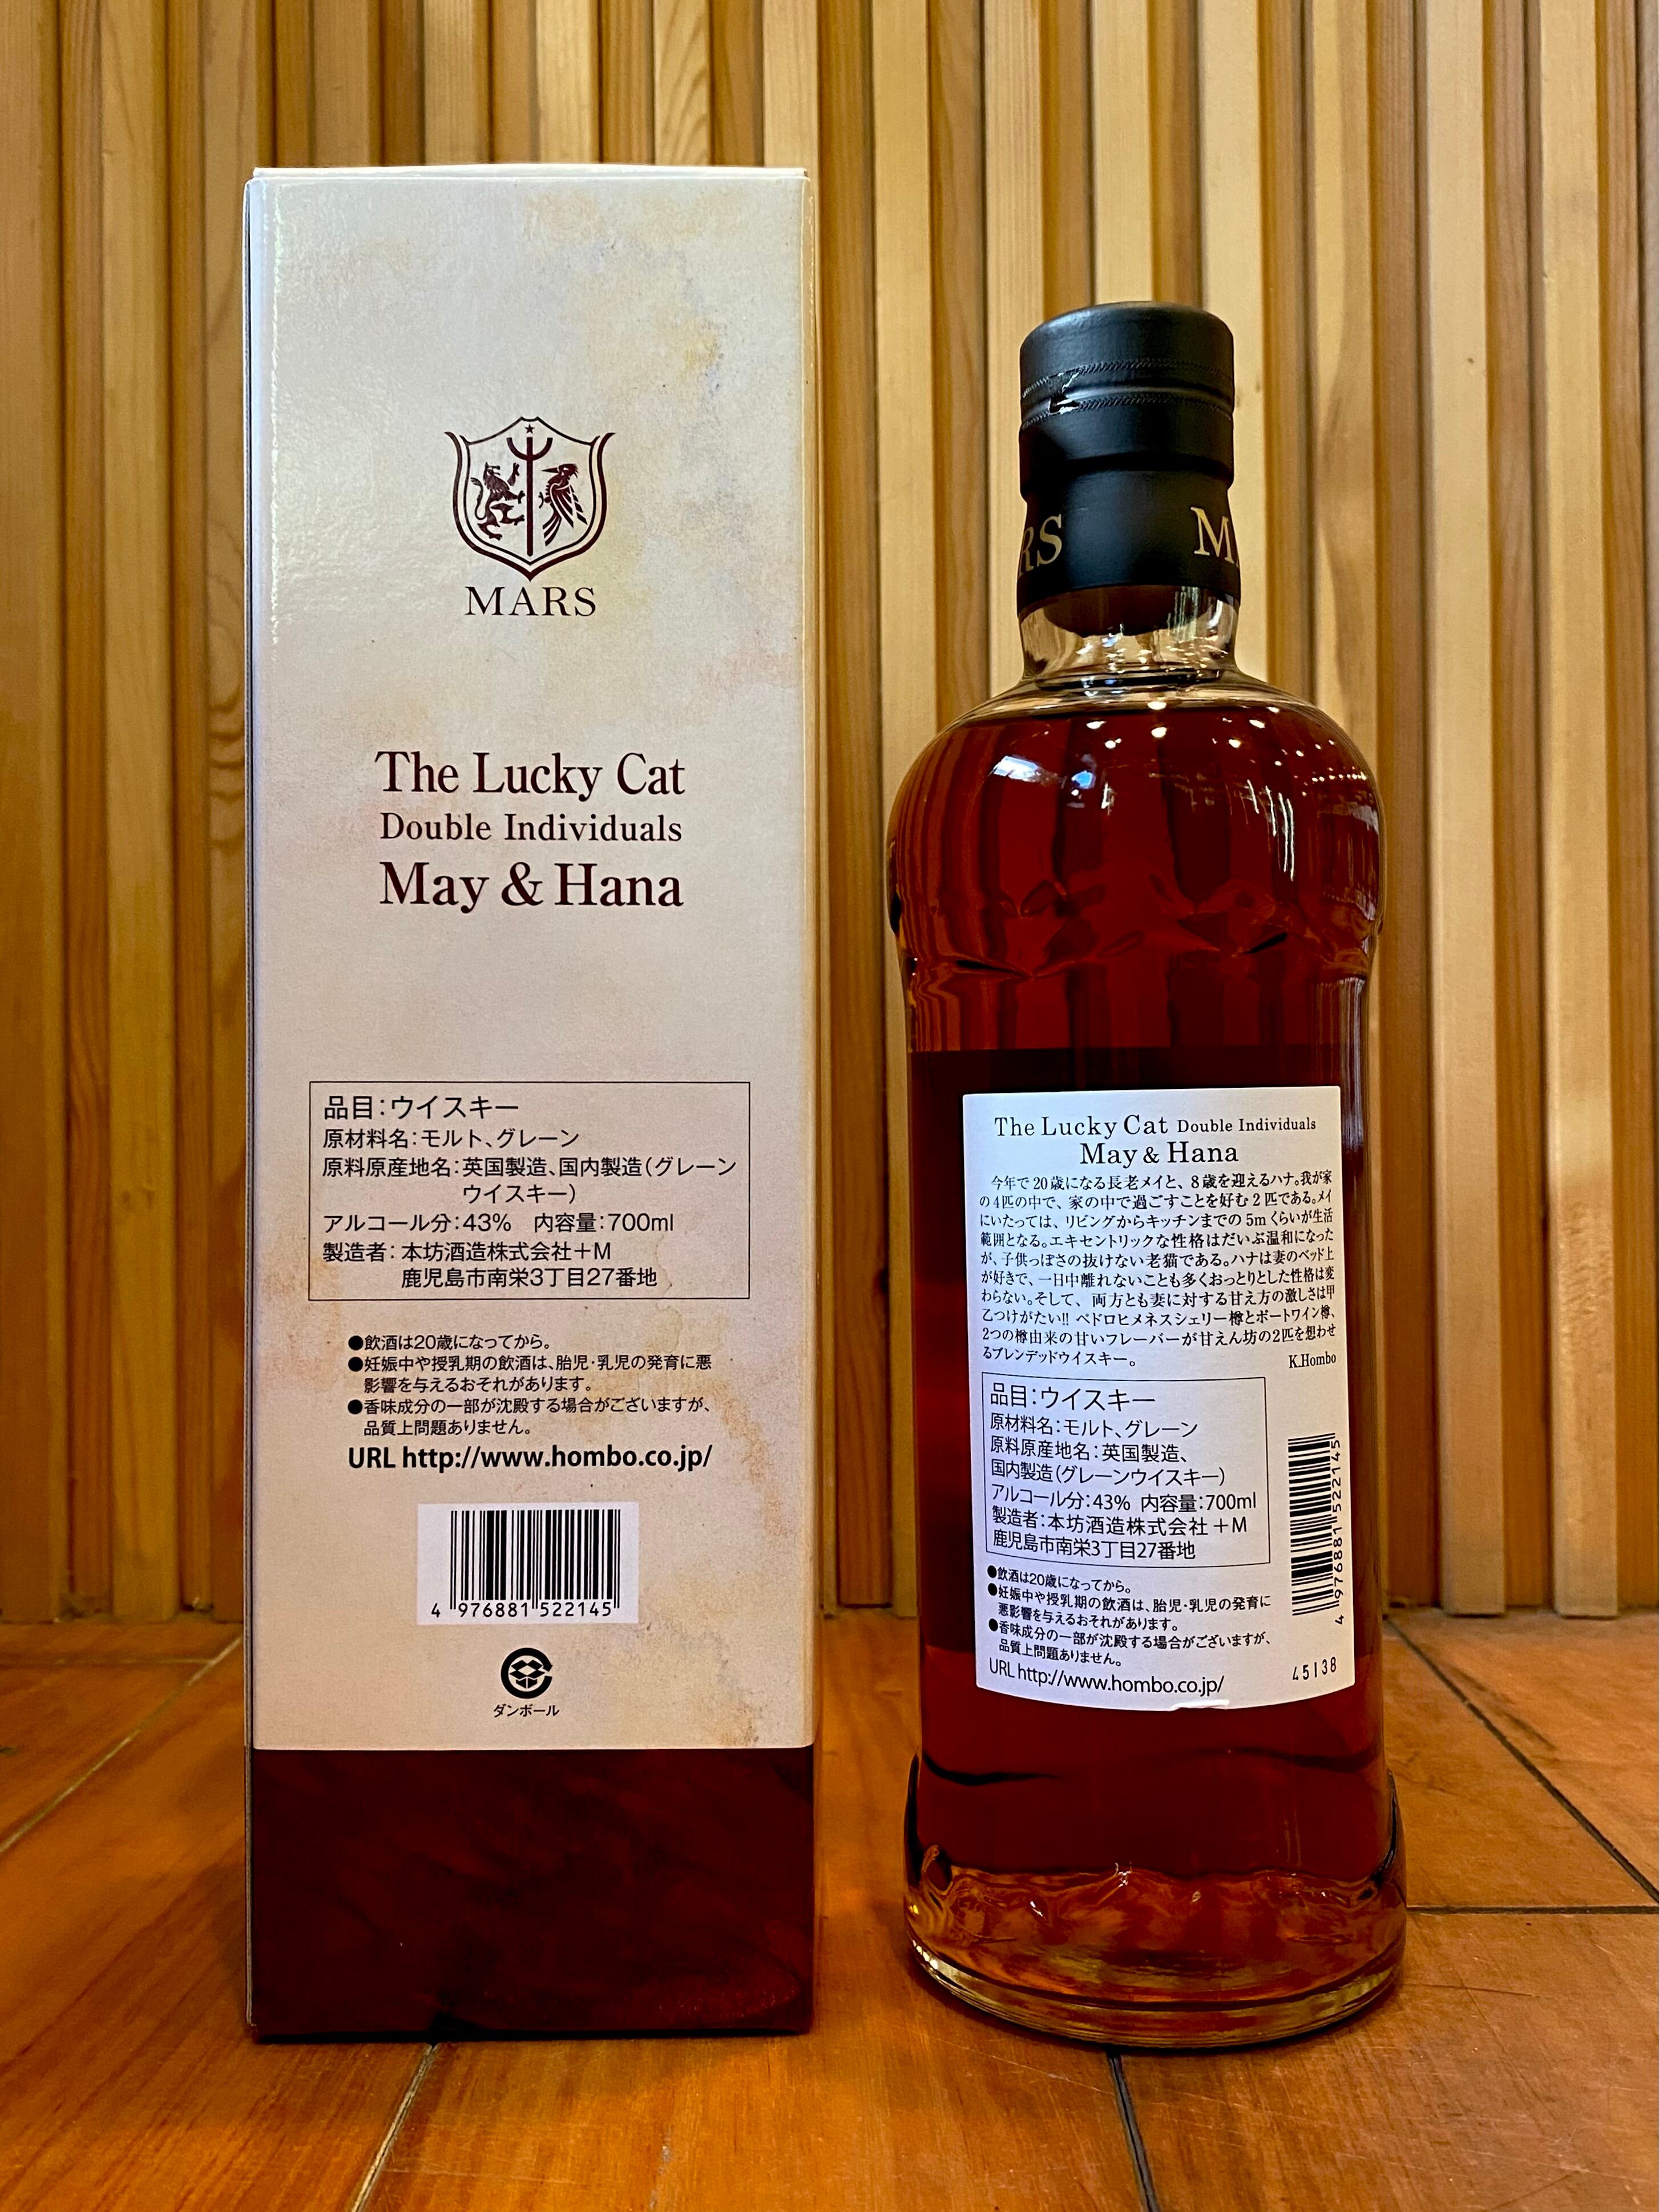 MARS
The Lucky Cat
Double Individuals
May & Hana
品目：ウイスキー
原材料名：モルト、グレーン
原料原産地名：英国製造、国内製造（グレーン
ウイスキー）
アルコール分：43%　内容量：700ml
製造者：本坊酒造株式会社＋M
鹿児島市南栄3丁目27番地
●飲酒は20歳になってから。
●妊娠中や授乳期の飲酒は、胎児・乳児の発育に悪
影響を与えるおそれがあります。
●香味成分の一部が沈殿する場合がございますが、
品質上問題ありません。
URL http://www.hombo.co.jp/
4 976881 522145
ダンボール
RS M
The Lucky Cat Double Individuals
May & Hana
今年で20歳になる長老メイと、8歳を迎えるハナ。我が家
の4匹の中で、家の中で過ごすことを好む2匹である。メイ
にいたっては、リビングからキッチンまでの5mくらいが生活
範囲となる。エキセントリックな性格はだいぶ温和になった
が、子供っぽさの抜けない老猫である。ハナは妻のベッド上
が好きで、一日中離れないことも多くおっとりとした性格は変
わらない。そして、両方とも妻に対する甘え方の激しさは甲
乙つけがたい!! ペドロヒメネスシェリー樽とポートワイン樽、
2つの樽由来の甘いフレーバーが甘えん坊の2匹を想わせ
るブレンデッドウイスキー。
K.Hombo
品目：ウイスキー
原材料名：モルト、グレーン
原料原産地名：英国製造、
国内製造（グレーンウイスキー）
アルコール分：43%　内容量：700ml
製造者：本坊酒造株式会社＋M
鹿児島市南栄3丁目27番地
●飲酒は20歳になってから。
●妊娠中や授乳期の飲酒は、胎児・乳児の発育に
悪影響を与えるおそれがあります。
●香味成分の一部が沈殿する場合がございますが、
品質上問題ありません。
URL http://www.hombo.co.jp/
4 976881 522145
45138